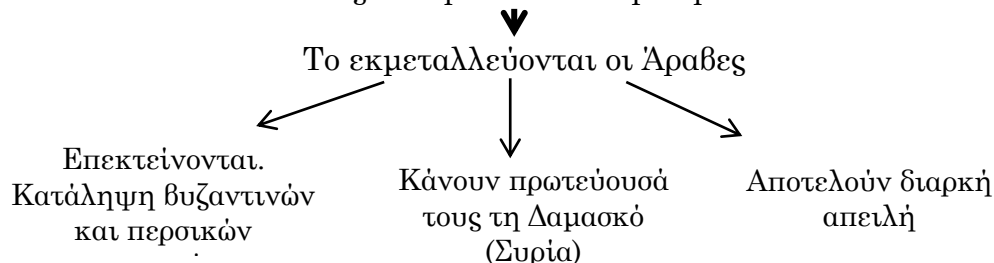 Το εκμεταλλεύονται οι Άραβες
Επεκτείνονται.
Κατάληψη βυζαντινών
και περσικών
Κάνουν πρωτεύουσά
τους τη Δαμασκό
(Συρία)
Αποτελούν διαρκή
απειλή